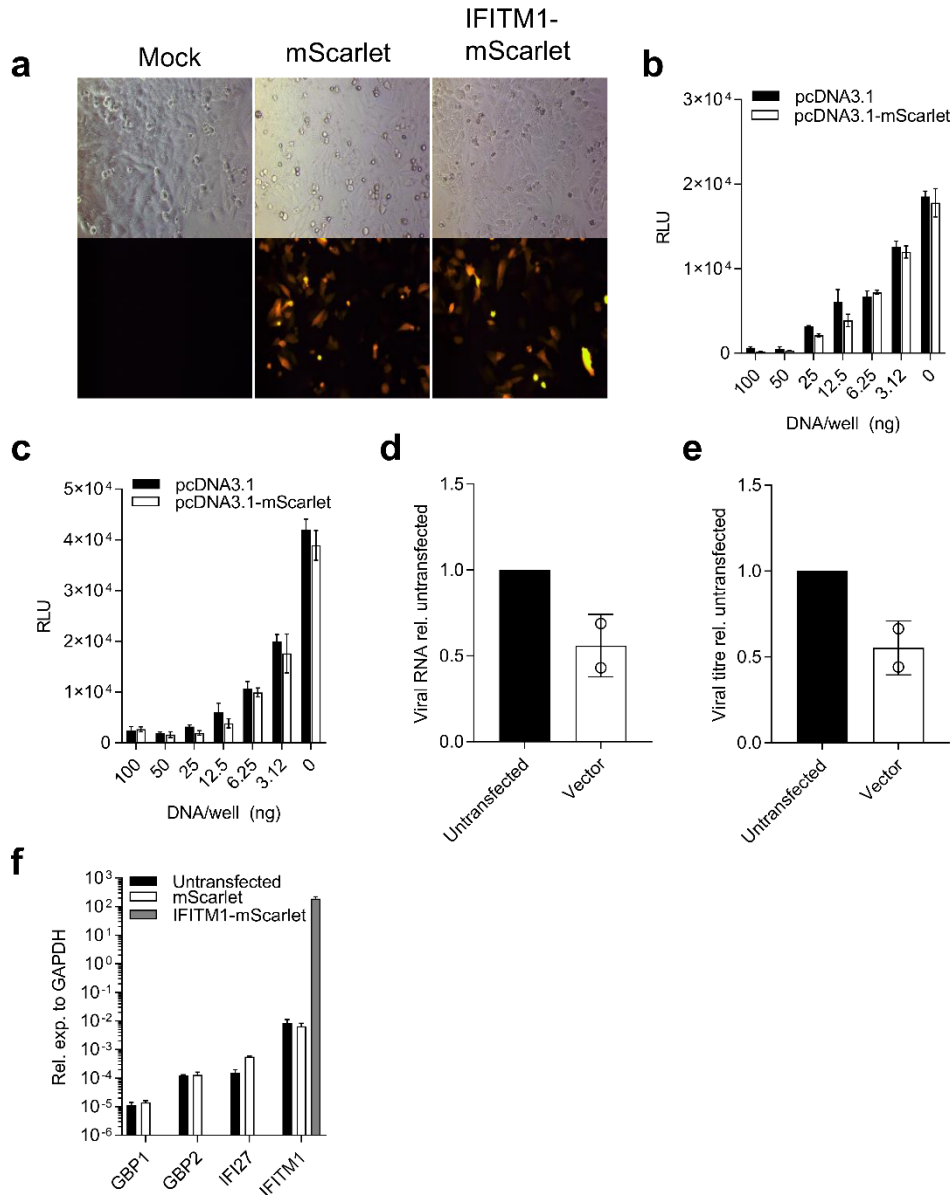 a
Mock
mScarlet
IFITM1-
mScarlet
b
3×10⁴
2×10⁴
1×10⁴
0
RLU
pcDNA3.1
pcDNA3.1-mScarlet
100
50
25
12.5
6.25
3.12
0
DNA/well (ng)
c
5×10⁴
4×10⁴
3×10⁴
2×10⁴
1×10⁴
0
RLU
pcDNA3.1
pcDNA3.1-mScarlet
100
50
25
12.5
6.25
3.12
0
DNA/well (ng)
d
1.5
1.0
0.5
0.0
Viral RNA rel. untransfected
Untransfected
Vector
e
1.5
1.0
0.5
0.0
Viral titre rel. untransfected
Untransfected
Vector
f
10³
10²
10¹
10⁰
10⁻¹
10⁻²
10⁻³
10⁻⁴
10⁻⁵
10⁻⁶
Rel. exp. to GAPDH
Untransfected
mScarlet
IFITM1-mScarlet
GBP1
GBP2
IFI27
IFITM1